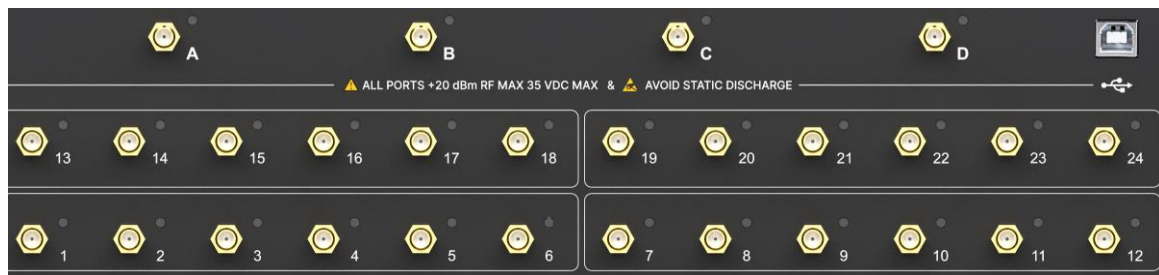 A B C D
ALL PORTS +20 dBm RF MAX 35 VDC MAX & AVOID STATIC DISCHARGE
13 14 15 16 17 18 19 20 21 22 23 24
1 2 3 4 5 6 7 8 9 10 11 12